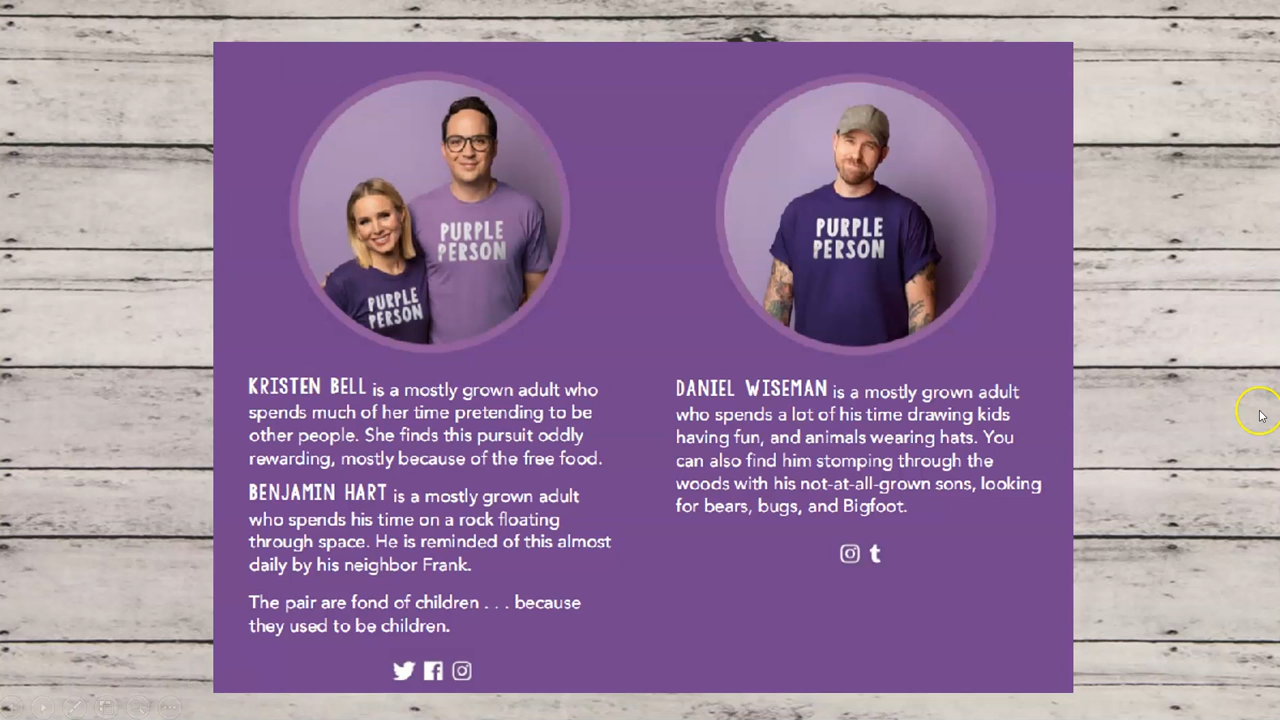 PURPLE
PERSON
PURPLE
PERSON
KRISTEN BELL is a mostly grown adult who
spends much of her time pretending to be
other people. She finds this pursuit oddly
rewarding, mostly because of the free food.
BENJAMIN HART is a mostly grown adult
who spends his time on a rock floating
through space. He is reminded of this almost
daily by his neighbor Frank.
The pair are fond of children . . . because
they used to be children.
PURPLE
PERSON
DANIEL WISEMAN is a mostly grown adult
who spends a lot of his time drawing kids
having fun, and animals wearing hats. You
can also find him stomping through the
woods with his not-at-all-grown sons, looking
for bears, bugs, and Bigfoot.